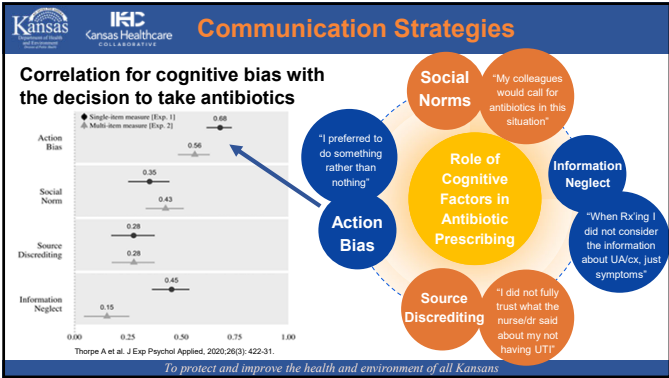 Kansas
Department of Health
and Environment
KHC
Kansas Healthcare
COLLABORATIVE
Communication Strategies
Correlation for cognitive bias with
the decision to take antibiotics
Single-item measure [Exp. 1]
Multi-item measure [Exp. 2]
Action
Bias
0.68
0.56
Social
Norm
0.35
0.43
Source
Discrediting
0.28
0.28
Information
Neglect
0.45
0.15
0.00
0.25
0.50
0.75
1.00
Thorpe A et al. J Exp Psychol Applied, 2020;26(3): 422-31.
Social
Norms
“My colleagues
would call for
antibiotics in this
situation”
“I preferred to
do something
rather than
nothing”
Action
Bias
Role of
Cognitive
Factors in
Antibiotic
Prescribing
Information
Neglect
“When Rx'ing I
did not consider
the information
about UA/cx, just
symptoms”
Source
Discrediting
“I did not fully
trust what the
nurse/dr said
about my not
having UTI”
To protect and improve the health and environment of all Kansans